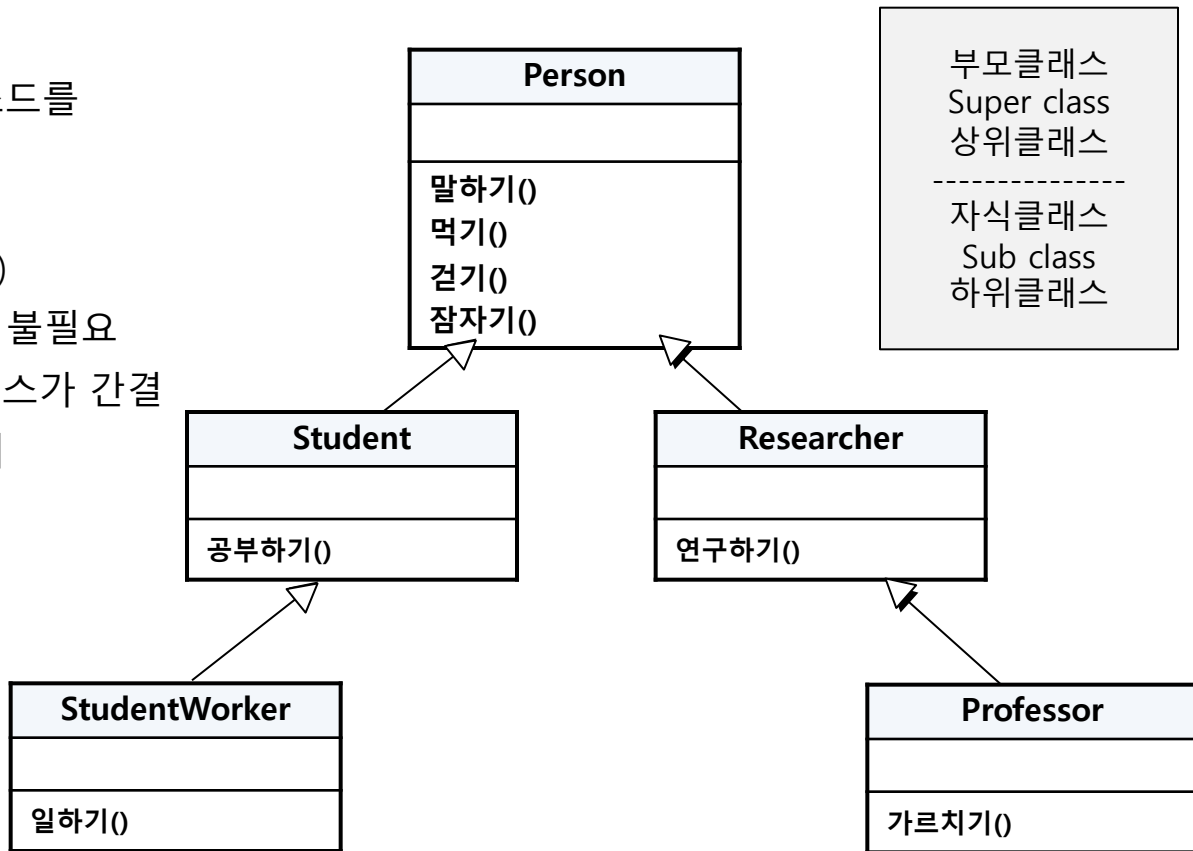 드를
)
불필요
스가 간결
Person
말하기()
먹기()
걷기()
잠자기()
부모클래스
Super class
상위클래스
---------------
자식클래스
Sub class
하위클래스
Student
공부하기()
Researcher
연구하기()
StudentWorker
일하기()
Professor
가르치기()